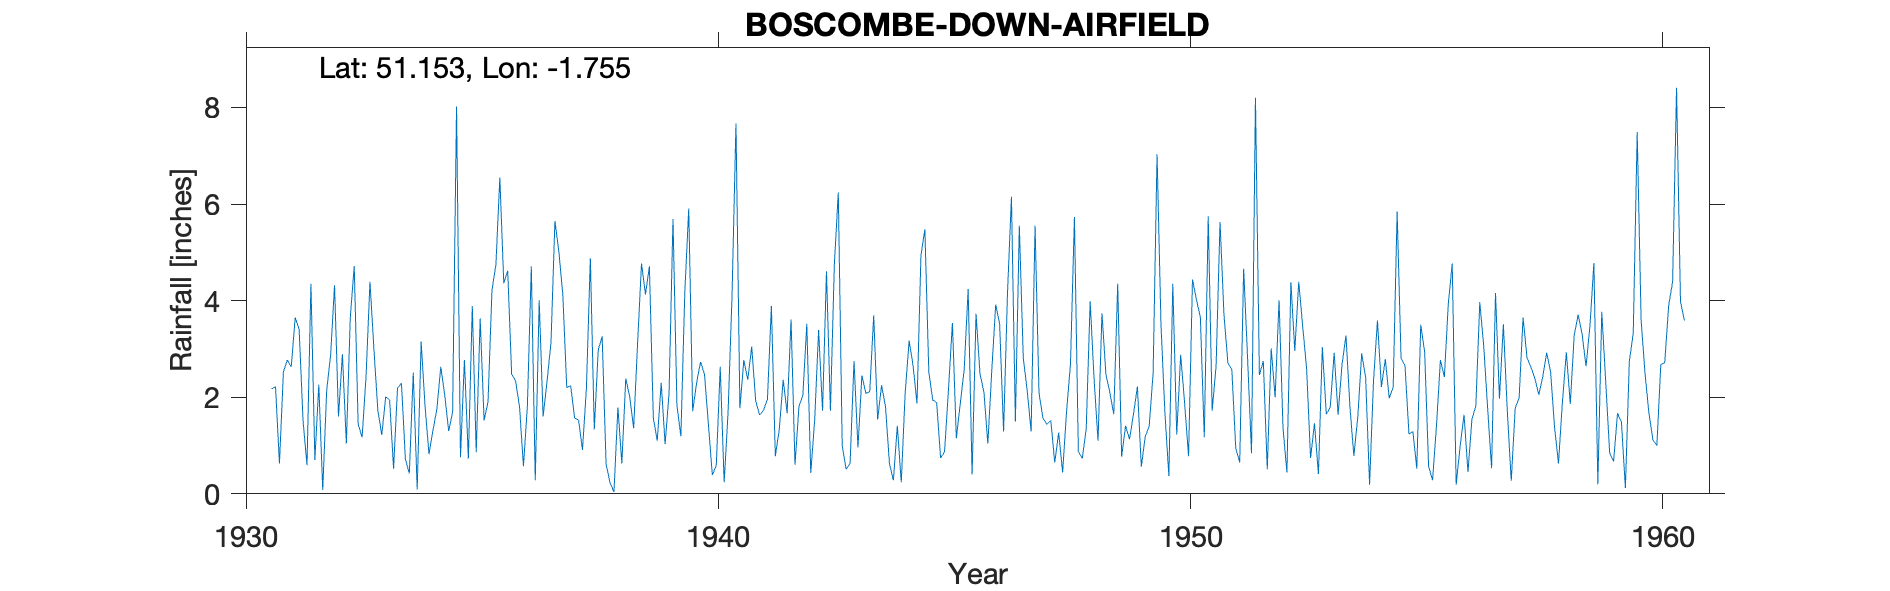 BOSCOMBE-DOWN-AIRFIELD
Lat: 51.153, Lon: -1.755
8
6
4
2
0
Rainfall [inches]
1930 1940 1950 1960
Year